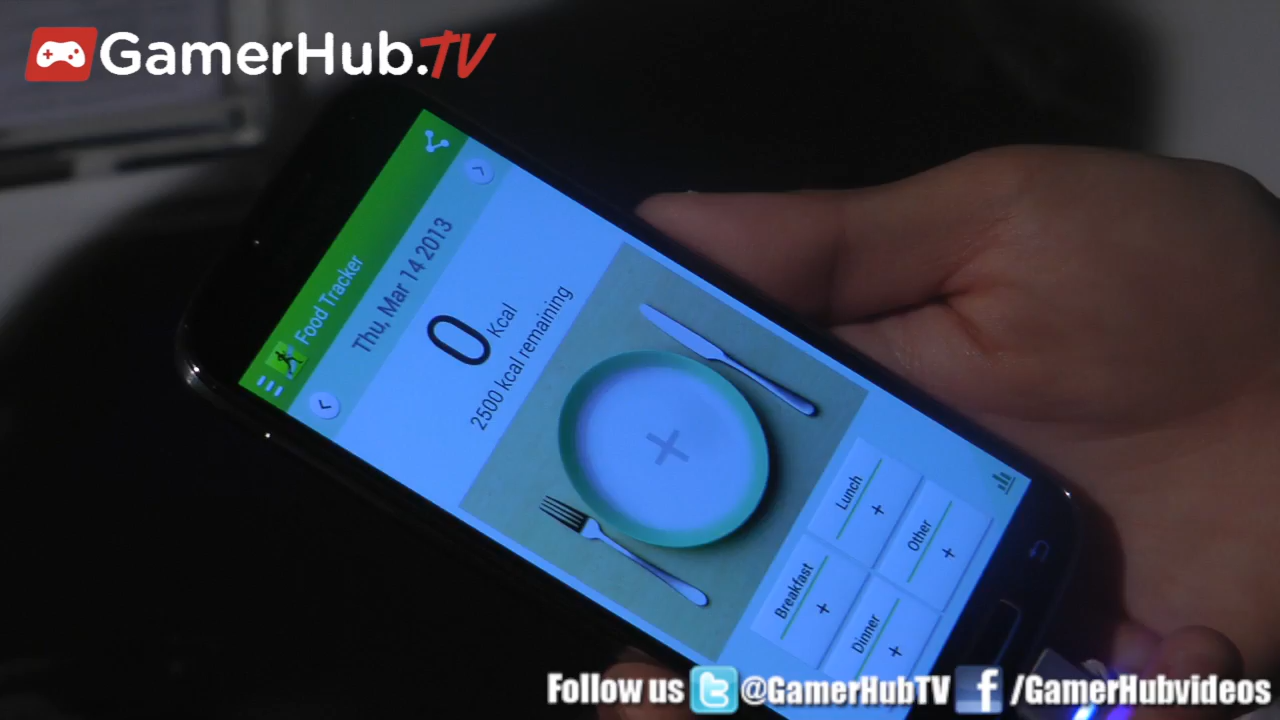 GamerHub.TV
Food Tracker
Thu, Mar 14 2013
0 Kcal
2500 kcal remaining
Breakfast
+
Lunch
+
Dinner
+
Other
+
Follow us @GamerHubTV f /GamerHubvideos